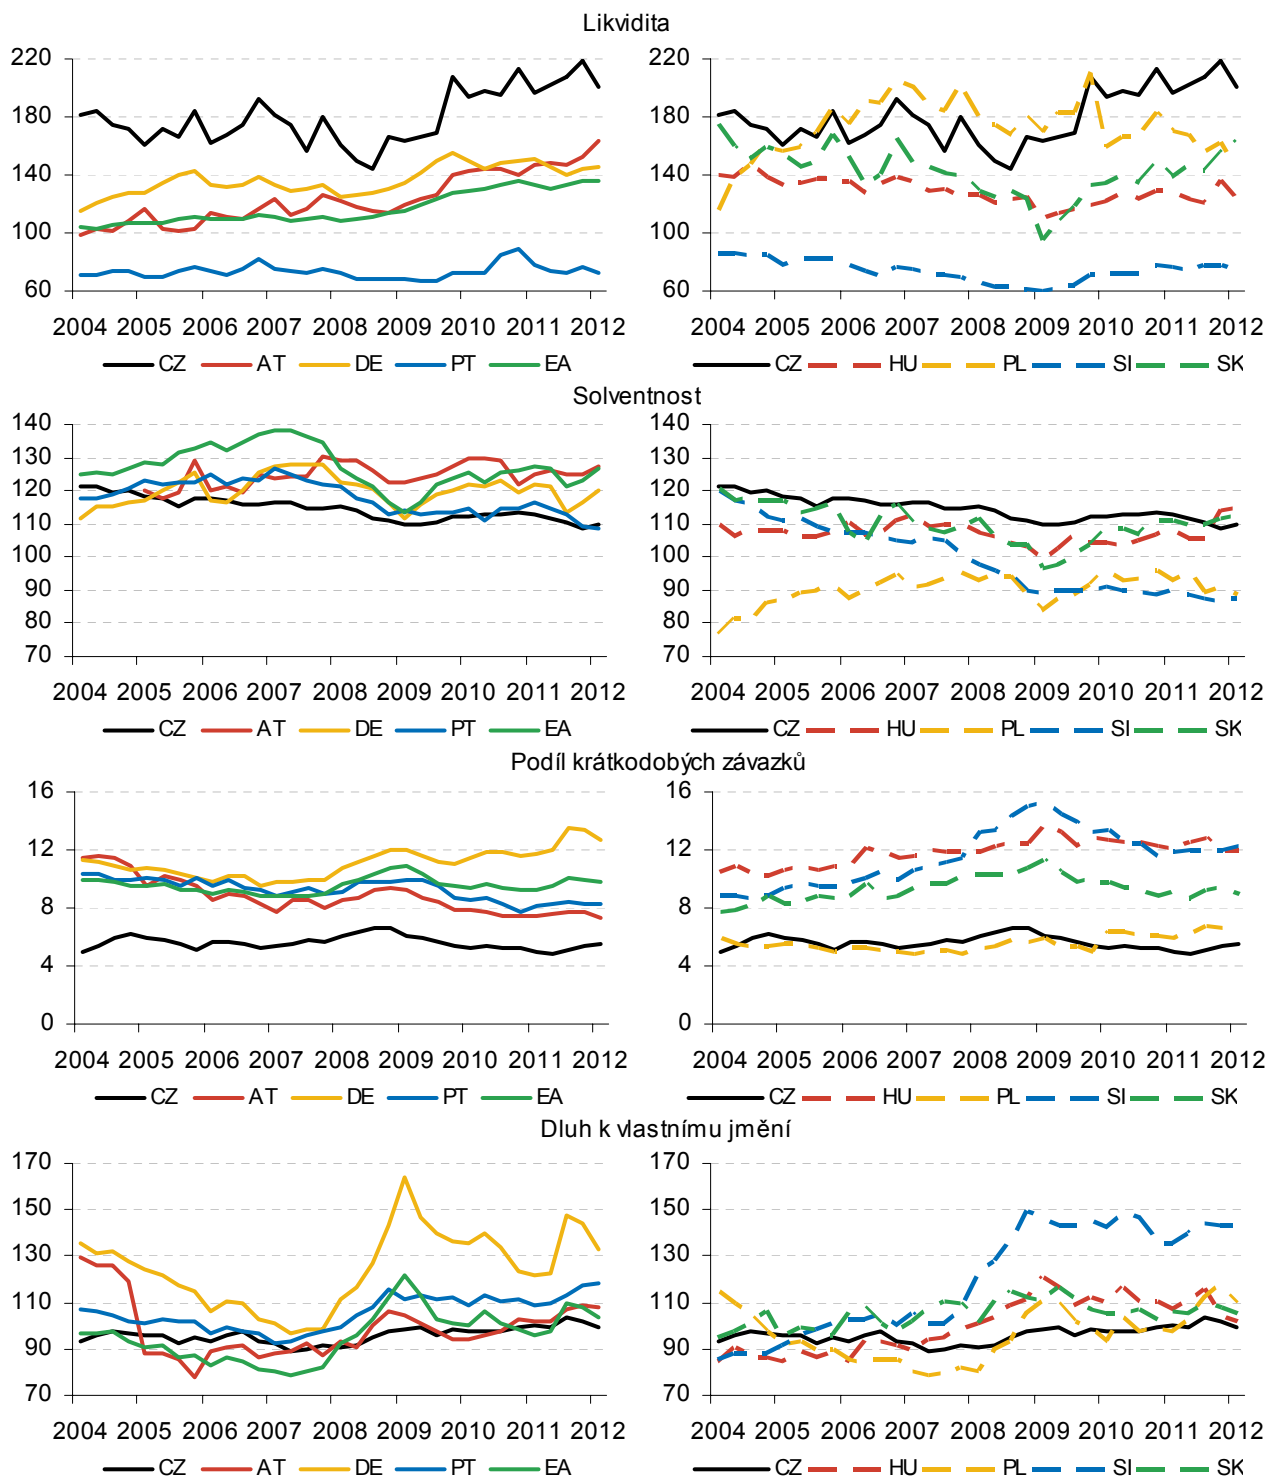 Likvidita
220 220
180 180
140 140
100 100
60 60
2004 2005 2006 2007 2008 2009 2010 2011 2012 2004 2005 2006 2007 2008 2009 2010 2011 2012
CZ AT DE PT EA CZ HU PL SI SK
Solventnost
140 140
130 130
120 120
110 110
100 100
90 90
80 80
70 70
2004 2005 2006 2007 2008 2009 2010 2011 2012 2004 2005 2006 2007 2008 2009 2010 2011 2012
CZ AT DE PT EA CZ HU PL SI SK
Podíl krátkodobých závazků
16 16
12 12
8 8
4 4
0 0
2004 2005 2006 2007 2008 2009 2010 2011 2012 2004 2005 2006 2007 2008 2009 2010 2011 2012
CZ AT DE PT EA CZ HU PL SI SK
Dluh k vlastnímu jmění
170 170
150 150
130 130
110 110
90 90
70 70
2004 2005 2006 2007 2008 2009 2010 2011 2012 2004 2005 2006 2007 2008 2009 2010 2011 2012
CZ AT DE PT EA CZ HU PL SI SK